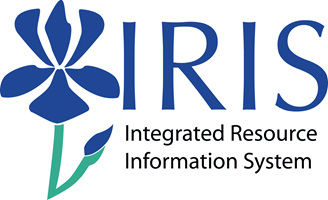 IRIS
Integrated Resource
Information System